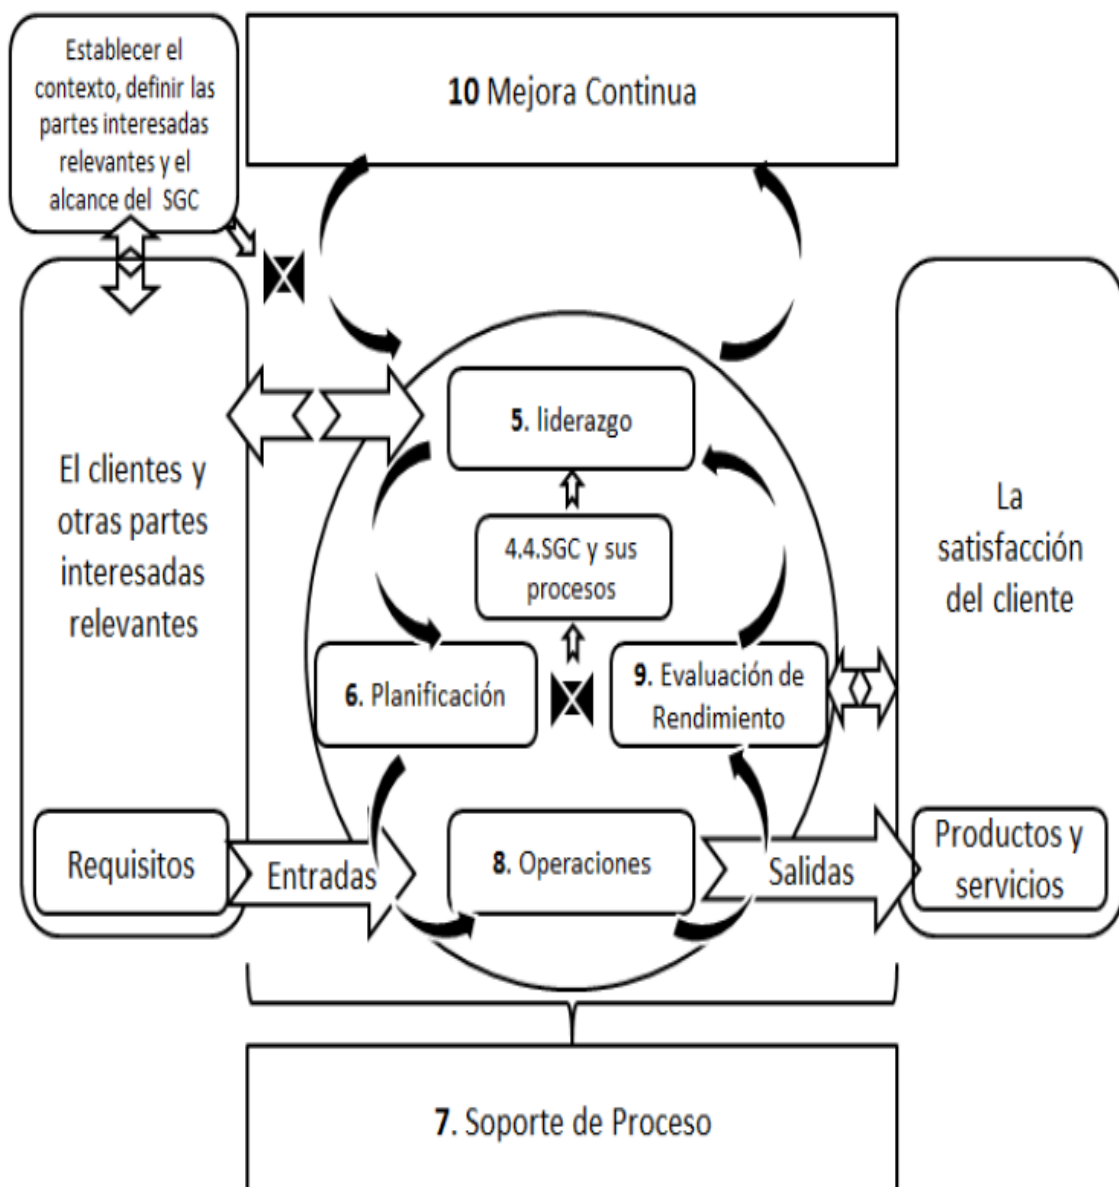 Establecer el
contexto, definir las
partes interesadas
relevantes y el
alcance del SGC
10 Mejora Continua
El clientes y
otras partes
interesadas
relevantes
5. liderazgo
4.4.SGC y sus
procesos
6. Planificación
9. Evaluación de
Rendimiento
La
satisfacción
del cliente
Requisitos
Entradas
8. Operaciones
Salidas
Productos y
servicios
7. Soporte de Proceso